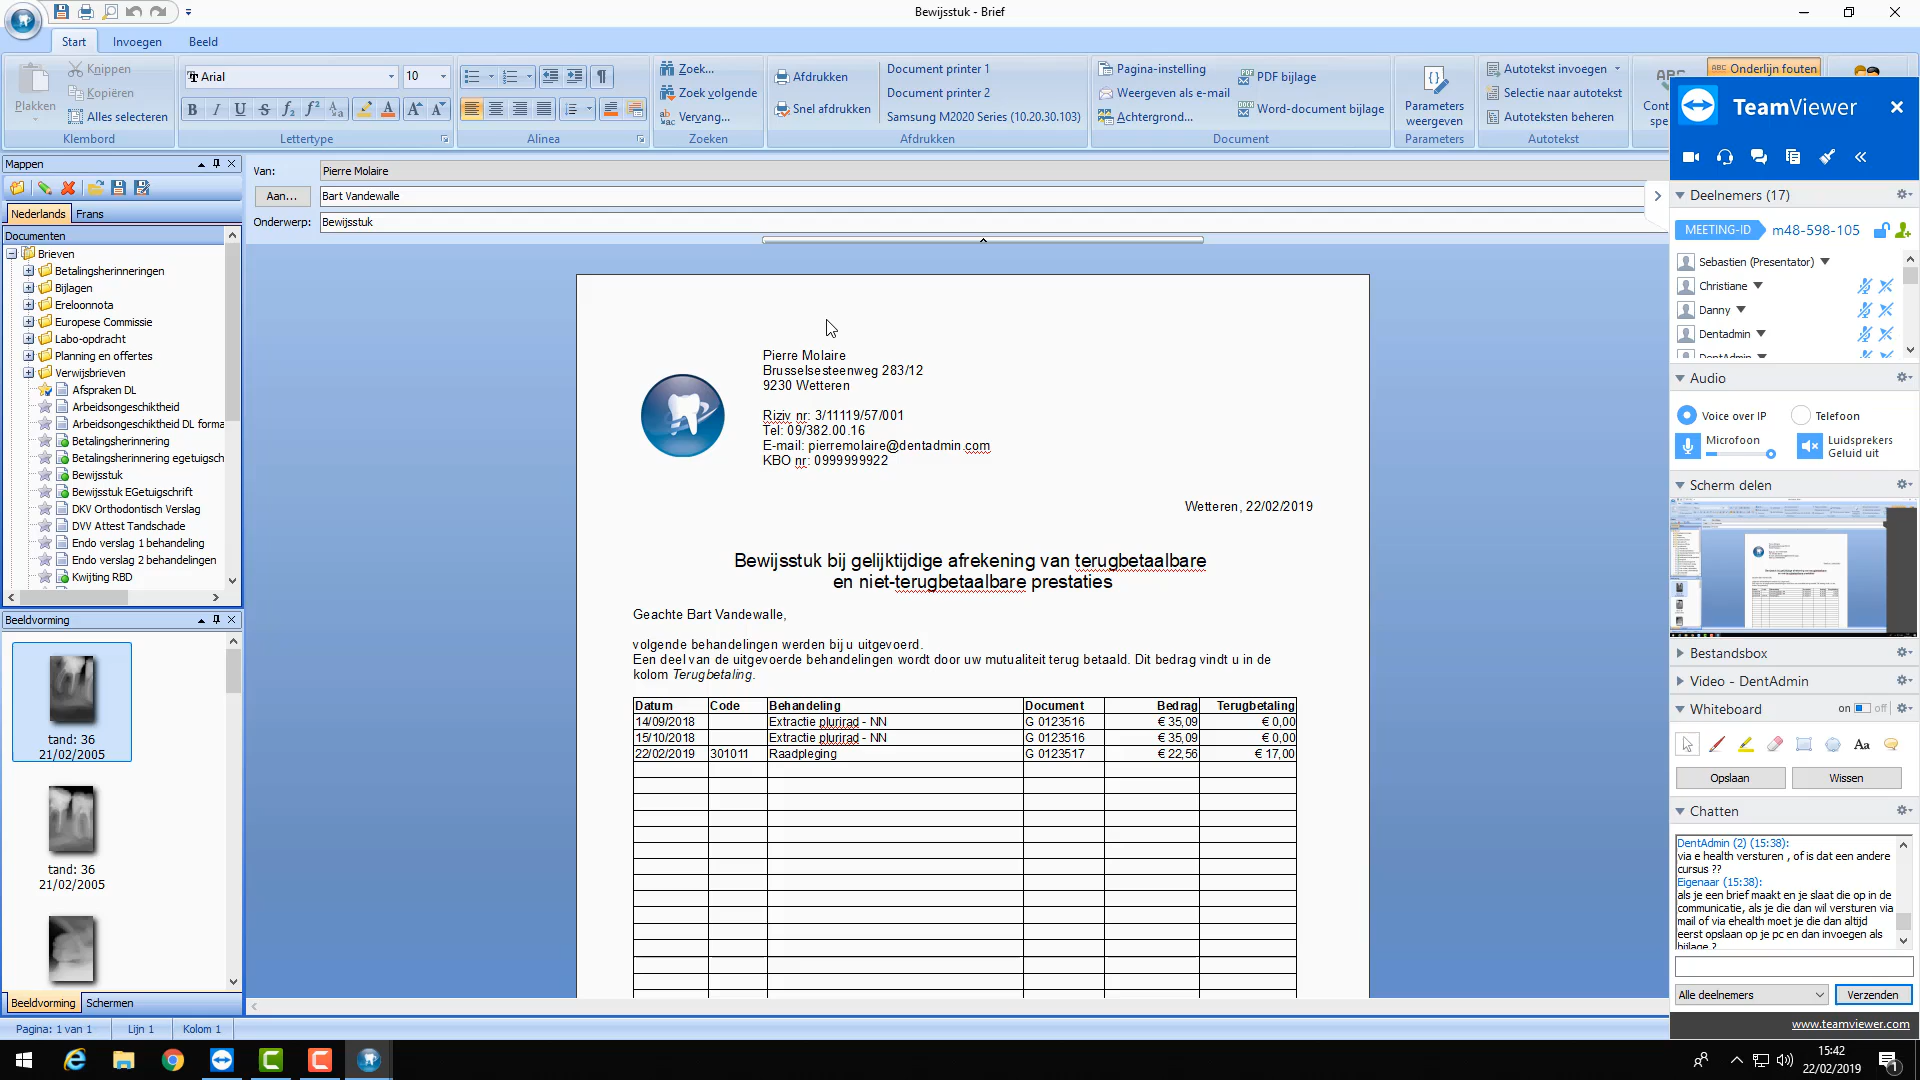 Bewijsstuk - Brief
Start
Invoegen
Beeld
Plakken
Knippen
Kopiëren
Alles selecteren
Klembord
Arial
10
Lettertype
Alinea
Zoek...
Zoek volgende
Vervang...
Zoeken
Afdrukken
Snel afdrukken
Document printer 1
Document printer 2
Samsung M2020 Series (10.20.30.103)
Afdrukken
Pagina-instelling
Weergeven als e-mail
Achtergrond...
PDF bijlage
Word-document bijlage
Document
Parameters
weergeven
Parameters
Autotekst invoegen
Selectie naar autotekst
Autoteksten beheren
Autotekst
ABC Onderlijn fouten
Mappen
Nederlands
Frans
Documenten
Brieven
Betalingsherinneringen
Bijlagen
Ereloonnota
Europese Commissie
Labo-opdracht
Planning en offertes
Verwijsbrieven
Afspraken DL
Arbeidsongeschiktheid
Arbeidsongeschiktheid DL forma
Betalingsherinnering
Betalingsherinnering egetuigsch
Bewijsstuk
Bewijsstuk EGetuigschrift
DKV Orthodontisch Verslag
DVV Attest Tandschade
Endo verslag 1 behandeling
Endo verslag 2 behandelingen
Kwijting RBD
Beeldvorming
tand: 36
21/02/2005
tand: 36
21/02/2005
Beeldvorming
Schermen
Pagina: 1 van 1
Lijn 1
Kolom 1
Van:
Pierre Molaire
Aan...
Bart Vandewalle
Onderwerp:
Bewijsstuk
Pierre Molaire
Brusselsesteenweg 283/12
9230 Wetteren
Riziv nr: 3/11119/57/001
Tel: 09/382.00.16
E-mail: pierremolaire@dentadmin.com
KBO nr: 0999999922
Wetteren, 22/02/2019
Bewijsstuk bij gelijktijdige afrekening van terugbetaalbare
en niet-terugbetaalbare prestaties
Geachte Bart Vandewalle,
volgende behandelingen werden bij u uitgevoerd.
Een deel van de uitgevoerde behandelingen wordt door uw mutualiteit terug betaald. Dit bedrag vindt u in de
kolom Terugbetaling.
Datum Code Behandeling Document Bedrag Terugbetaling
14/09/2018 Extractie plurirad - NN G 0123516 € 35,09 € 0,00
15/10/2018 Extractie plurirad - NN G 0123516 € 35,09 € 0,00
22/02/2019 301011 Raadpleging G 0123517 € 22,56 € 17,00
TeamViewer
Deelnemers (17)
MEETING-ID m48-598-105
Sebastien (Presentator)
Christiane
Danny
Dentadmin
DentAdmin
Audio
Voice over IP
Telefoon
Microfoon
Luidsprekers
Geluid uit
Scherm delen
Bestandsbox
Video - DentAdmin
Whiteboard
on off
Aa
Opslaan
Wissen
Chatten
DentAdmin (2) (15:38):
via e health versturen , of is dat een andere
cursus ??
Eigenaar (15:38):
als je een brief maakt en je slaat die op in de
communicatie, als je die dan wil versturen via
mail of via ehealth moet je die dan altijd
eerst opslaan op je pc en dan invoegen als
bijlage ?
Alle deelnemers
Verzenden
www.teamviewer.com
15:42
22/02/2019
1